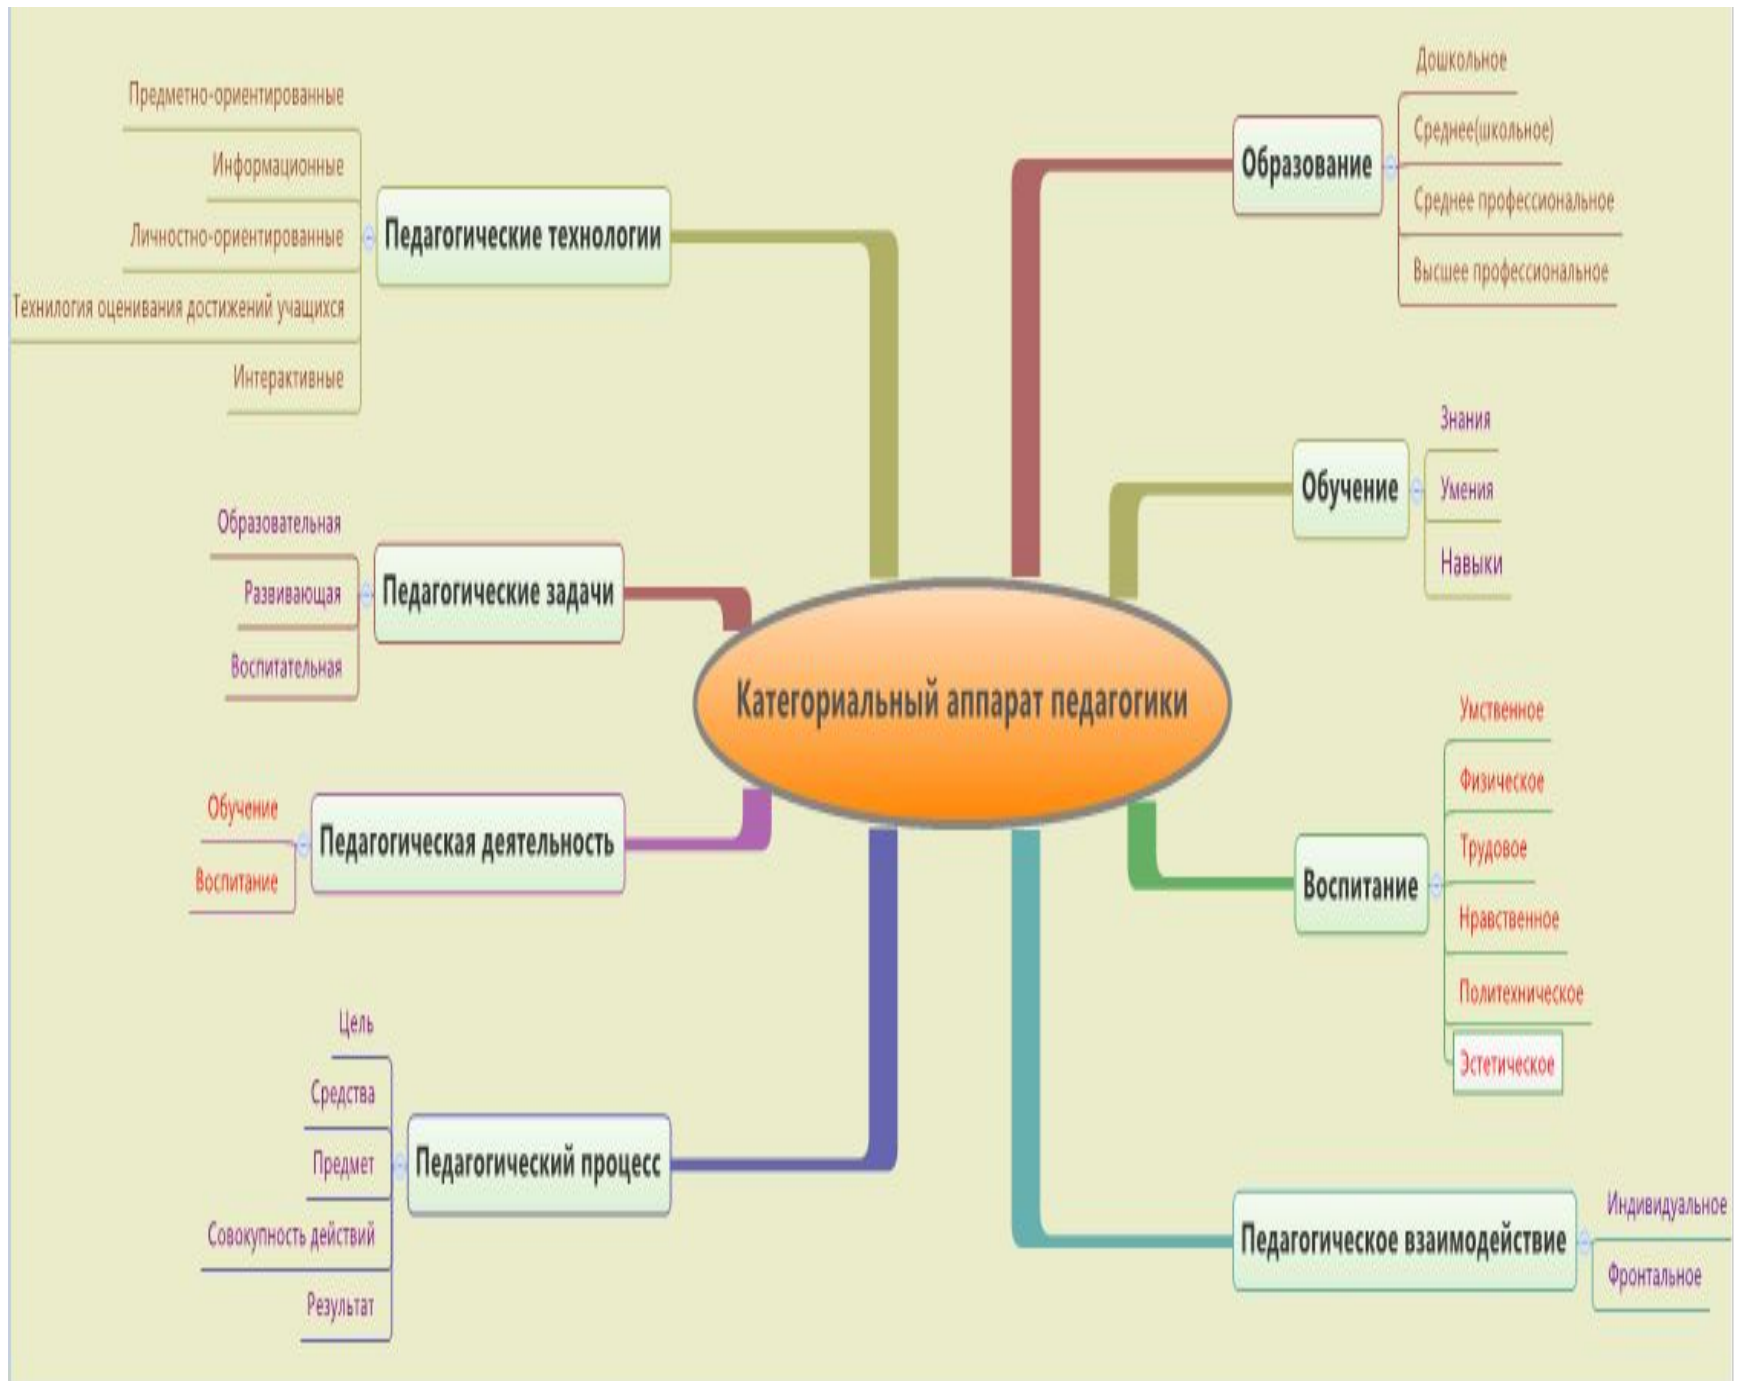 Категориальный аппарат педагогики
Образование
Дошкольное
Среднее(школьное)
Среднее профессиональное
Высшее профессиональное
Обучение
Знания
Умения
Навыки
Воспитание
Умственное
Физическое
Трудовое
Нравственное
Политехническое
Эстетическое
Педагогическое взаимодействие
Индивидуальное
Фронтальное
Педагогические технологии
Предметно-ориентированные
Информационные
Личностно-ориентированные
Технилогия оценивания достижений учащихся
Интерактивные
Педагогические задачи
Образовательная
Развивающая
Воспитательная
Педагогическая деятельность
Обучение
Воспитание
Педагогический процесс
Цель
Средства
Предмет
Совокупность действий
Результат